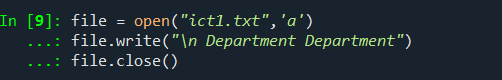 In [9]: file = open("ict1.txt",'a')
   ...: file.write("\n Department Department")
   ...: file.close()